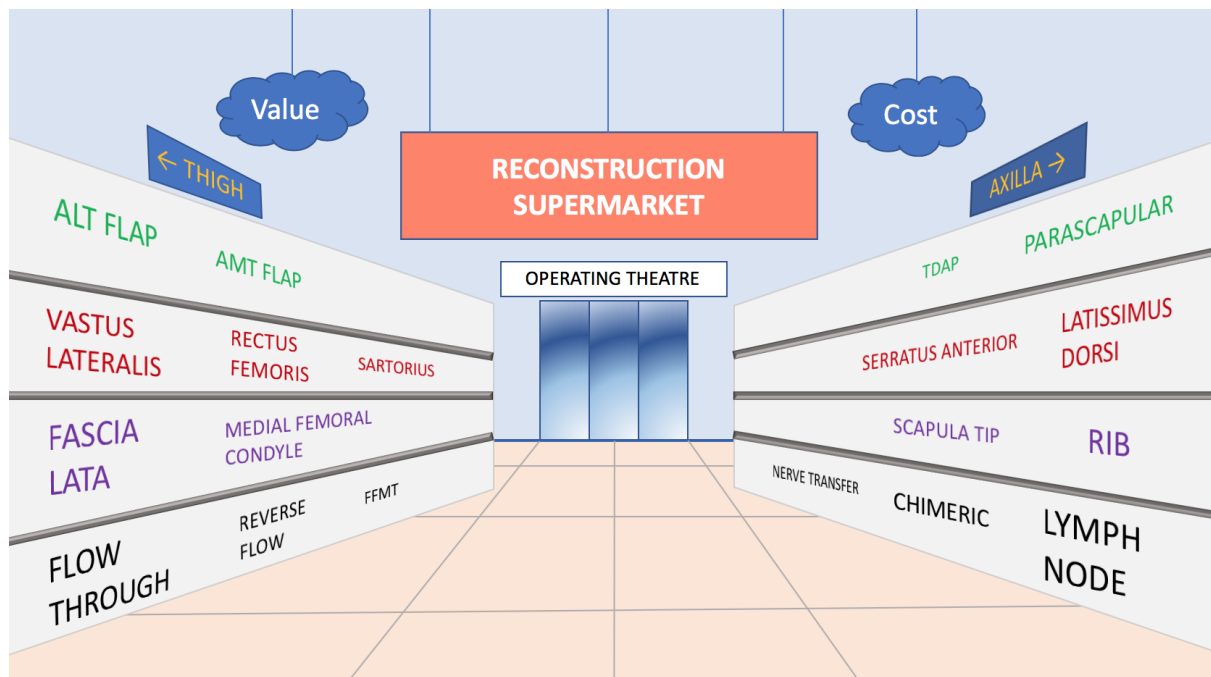 Value
Cost
← THIGH
RECONSTRUCTION
SUPERMARKET
AXILLA →
OPERATING THEATRE
ALT FLAP
AMT FLAP
VASTUS
LATERALIS
RECTUS
FEMORIS
SARTORIUS
FASCIA
LATA
MEDIAL FEMORAL
CONDYLE
FLOW
THROUGH
REVERSE
FLOW
FFMT
TDAP
PARASCAPULAR
SERRATUS ANTERIOR
LATISSIMUS
DORSI
SCAPULA TIP
RIB
NERVE TRANSFER
CHIMERIC
LYMPH
NODE